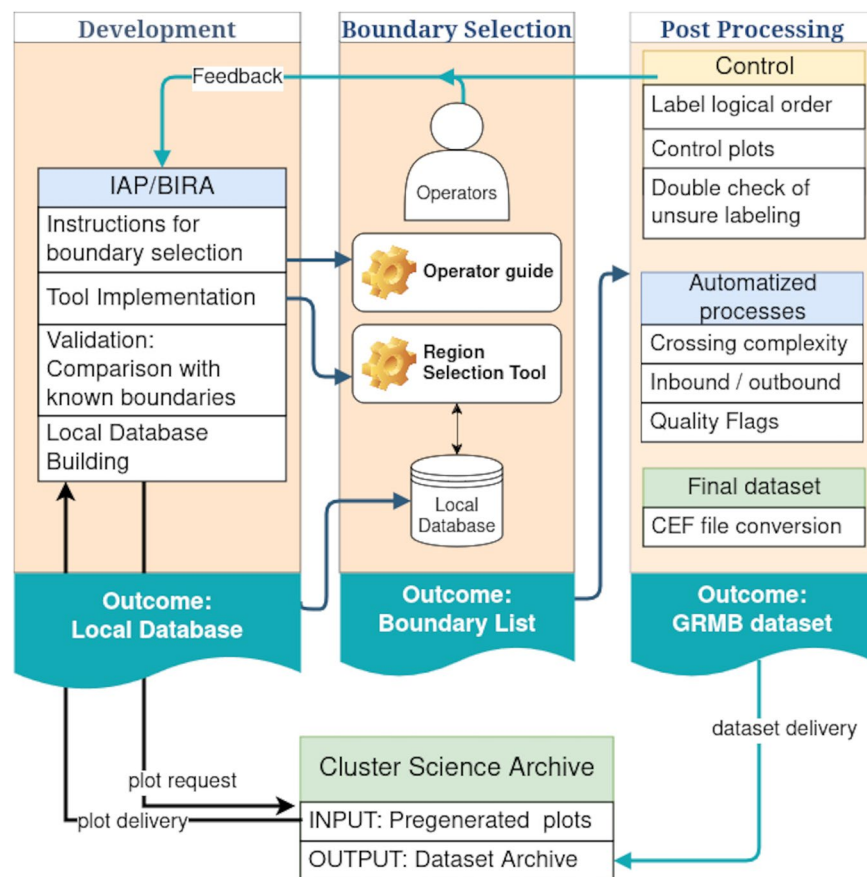 Development
Boundary Selection
Post Processing
Feedback
IAP/BIRA
Instructions for
boundary selection
Tool Implementation
Validation:
Comparison with
known boundaries
Local Database
Building
Outcome:
Local Database
Operators
Operator guide
Region
Selection Tool
Local
Database
Outcome:
Boundary List
Control
Label logical order
Control plots
Double check of
unsure labeling
Automatized
processes
Crossing complexity
Inbound / outbound
Quality Flags
Final dataset
CEF file conversion
Outcome:
GRMB dataset
dataset delivery
plot request
plot delivery
Cluster Science Archive
INPUT: Pregenerated plots
OUTPUT: Dataset Archive